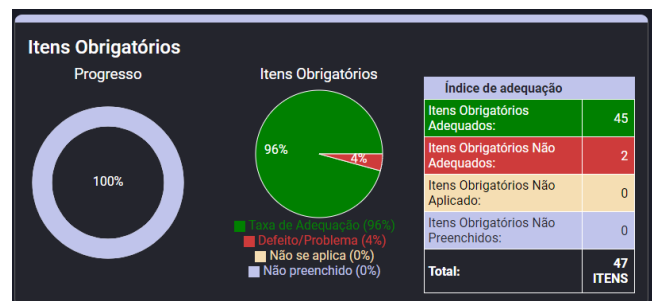 Itens Obrigatórios
Progresso
100%
Itens Obrigatórios
96%
4%
Taxa de Adequação (96%)
Defeito/Problema (4%)
Não se aplica (0%)
Não preenchido (0%)
Índice de adequação
Itens Obrigatórios
Adequados:
45
Itens Obrigatórios Não
Adequados:
2
Itens Obrigatórios Não
Aplicado:
0
Itens Obrigatórios Não
Preenchidos:
0
Total:
47
ITENS